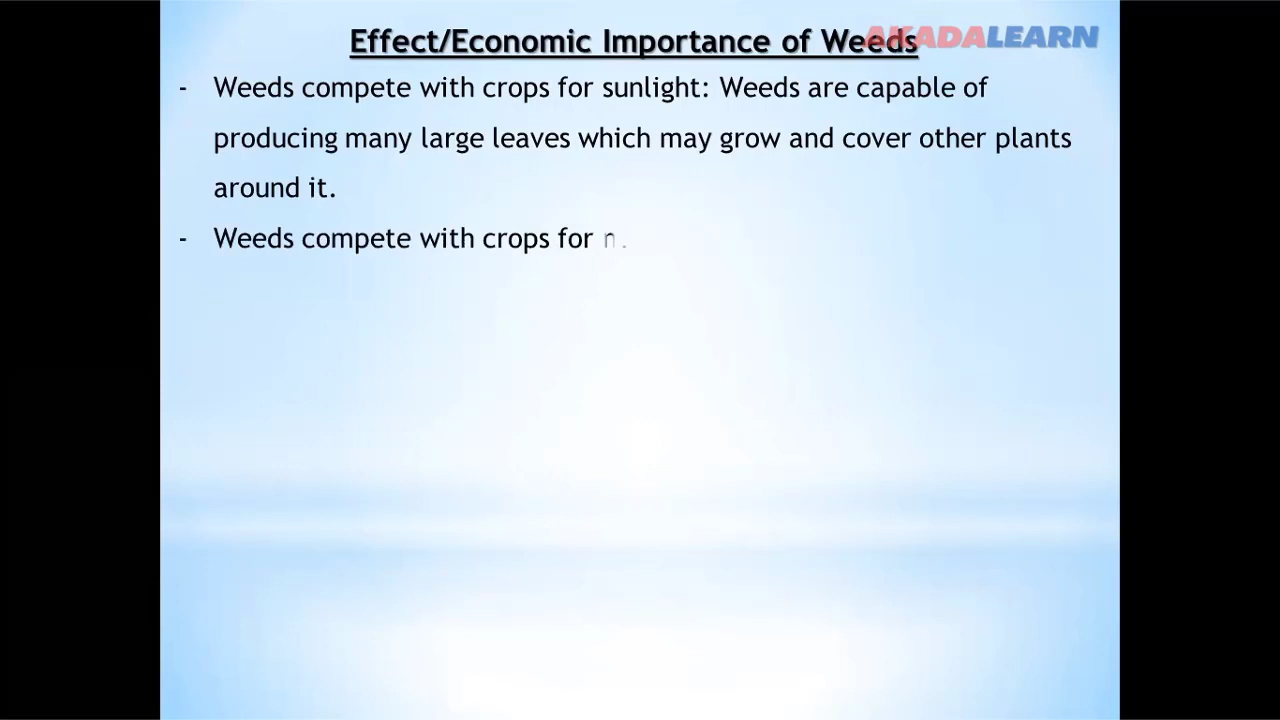 Effect/Economic Importance of Weeds
AKADALEARN
- Weeds compete with crops for sunlight: Weeds are capable of
producing many large leaves which may grow and cover other plants
around it.
- Weeds compete with crops for